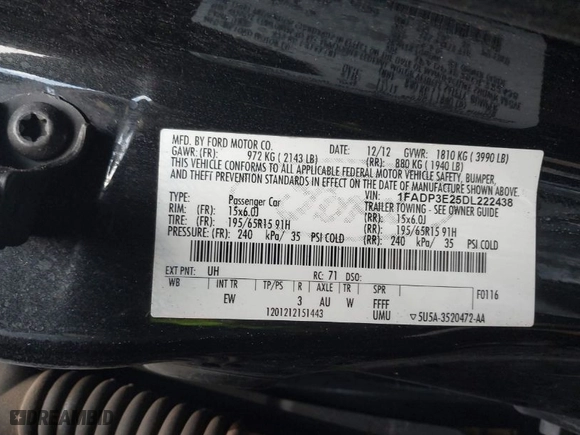 MFD. BY FORD MOTOR CO. DATE: 12/12 GVWR: 1810 KG (3990 LB)
GAWR: (FR): 972 KG (2143 LB) (RR): 880 KG (1940 LB)
THIS VEHICLE CONFORMS TO ALL APPLICABLE FEDERAL MOTOR VEHICLE SAFETY, BUMPER,
AND THEFT PREVENTION STANDARDS IN EFFECT ON THE DATE OF MANUFACTURE SHOWN ABOVE.
VIN: 1FADP3E25DL222438
TYPE: Passenger Car TRAILER TOWING - SEE OWNER GUIDE
RIM: (FR): 15x6.0J (RR): 15x6.0J
TIRE: (FR): 195/65R15 91H (RR): 195/65R15 91H
PRESSURE: (FR): 240 kPa/ 35 PSI COLD (RR): 240 kPa/ 35 PSI COLD
EXT PNT: UH RC: 71 DSO:
WB INT TR TP/PS R AXLE TR SPR F0116
EW 3 AU W FFFF
1201212151443 UMU ▽5U5A-3520472-AA
DREAMBID